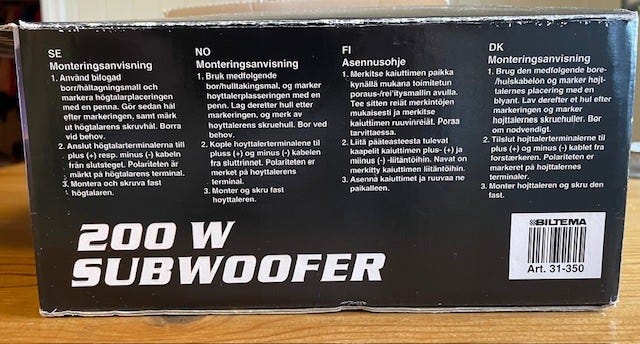 SE
Monteringsanvisning
1. Använd bifogad
borr/håltagningsmall och
markera högtalarplaceringen
med en penna. Gör sedan hål
efter markeringen, samt märk
ut högtalarens skruvhål. Borra
vid behov.
2. Anslut högtalarterminalerna till
plus (+) resp. minus (-) kabeln
från slutsteget. Polariteten är
märkt på högtalarens terminal.
3. Montera och skruva fast
högtalaren.
NO
Monteringsanvisning
1. Bruk medfølgende
bor/hulltakingsmal, og marker
høyttalerplasseringen med en
penn. Lag deretter hull etter
markeringen, og merk av
høyttalerens skruehull. Bor ved
behov.
2. Kople høyttalerterminalene til
pluss (+) og minus (-) kabelen
fra sluttrinnet. Polariteten er
merket på høyttalerens
terminal.
3. Monter og skru fast
høyttaleren.
FI
Asennusohje
1. Merkitse kaiuttimen paikka
kynällä mukana toimitetun
poraus-/rei'itysmallin avulla.
Tee sitten reiät merkintöjen
mukaisesti ja merkitse
kaiuttimen ruuvinreiät. Poraa
tarvittaessa.
2. Liitä pääteasteesta tulevat
kaapelit kaiuttimen plus- (+) ja
miinus (-) -liitäntöihin. Navat on
merkitty kaiuttimen liitäntöihin.
3. Asenna kaiuttimet ja ruuvaa ne
paikalleen.
DK
Monteringsanvisning
1. Brug den medfølgende bore-
/hulskabelon og marker højt-
talernes placering med en
blyant. Lav derefter et hul efter
markeringen og marker
højttalernes skruehuller. Bor
om nødvendigt.
2. Tilslut højttalerterminalerne til
plus (+) og minus (-) kablet fra
forstærkeren. Polariteten er
markeret på højttalernes
terminaler.
3. Monter højttaleren og skru den
fast.
200 W
SUBWOOFER
BILTEMA
Art. 31-350